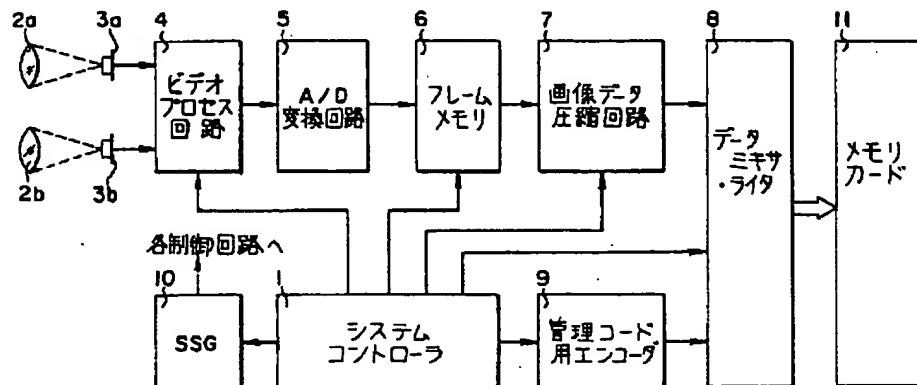 2a
3a
4
5
6
7
8
11
ビデオ
プロセス
回路
A/D
変換回路
フレーム
メモリ
画像データ
圧縮回路
データ
ミキサ
・ライタ
メモリ
カード
2b
3b
各制御回路へ
10
1
9
SSG
システム
コントローラ
管理コード
用エンコーダ